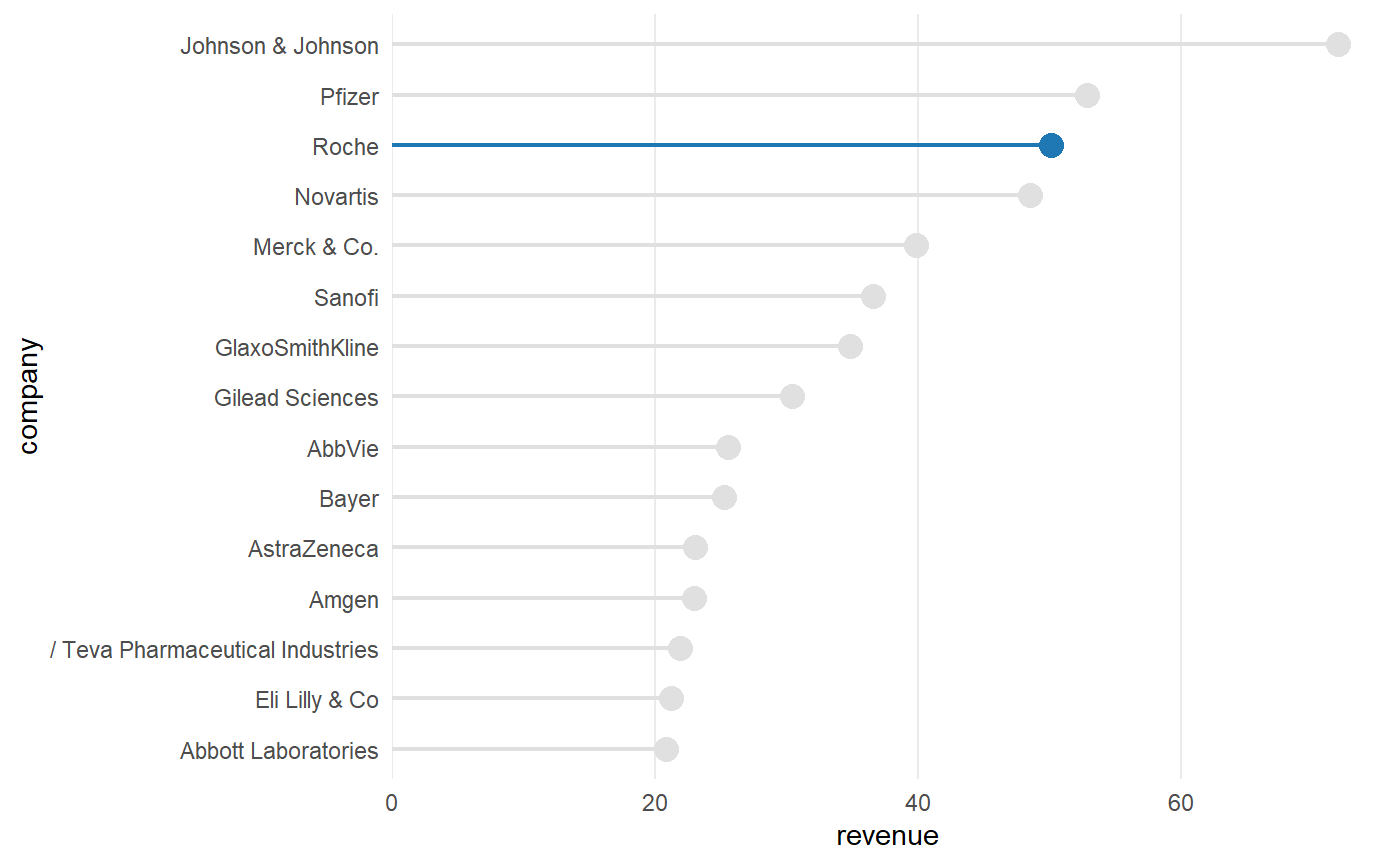 Johnson & Johnson
Pfizer
Roche
Novartis
Merck & Co.
Sanofi
GlaxoSmithKline
Gilead Sciences
AbbVie
Bayer
AstraZeneca
Amgen
/ Teva Pharmaceutical Industries
Eli Lilly & Co
Abbott Laboratories
company
0 20 40 60
revenue